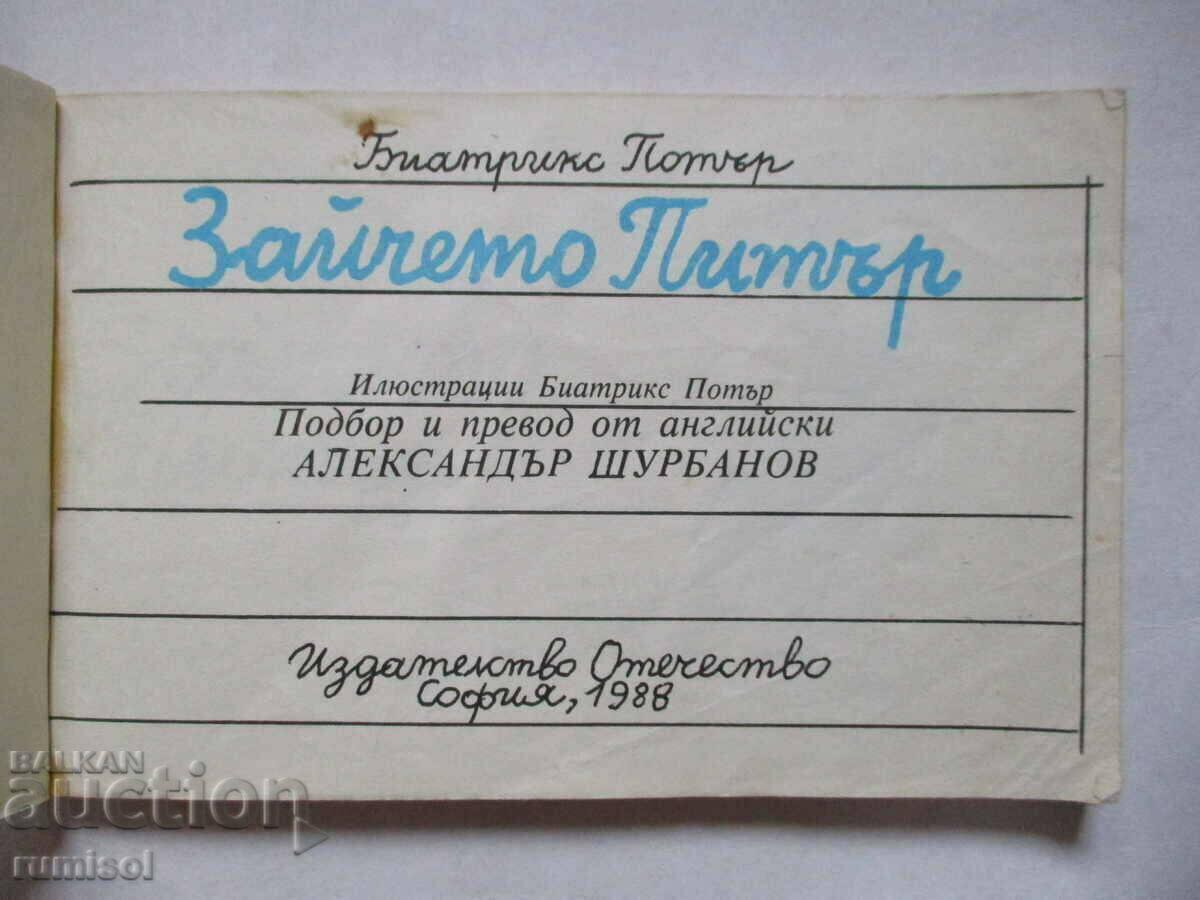 Биатрикс Потър
Зайчето Питър
Илюстрации Биатрикс Потър
Подбор и превод от английски
АЛЕКСАНДЪР ШУРБАНОВ
Издателство Отечество
София, 1988
BALKAN
auction
rumisol